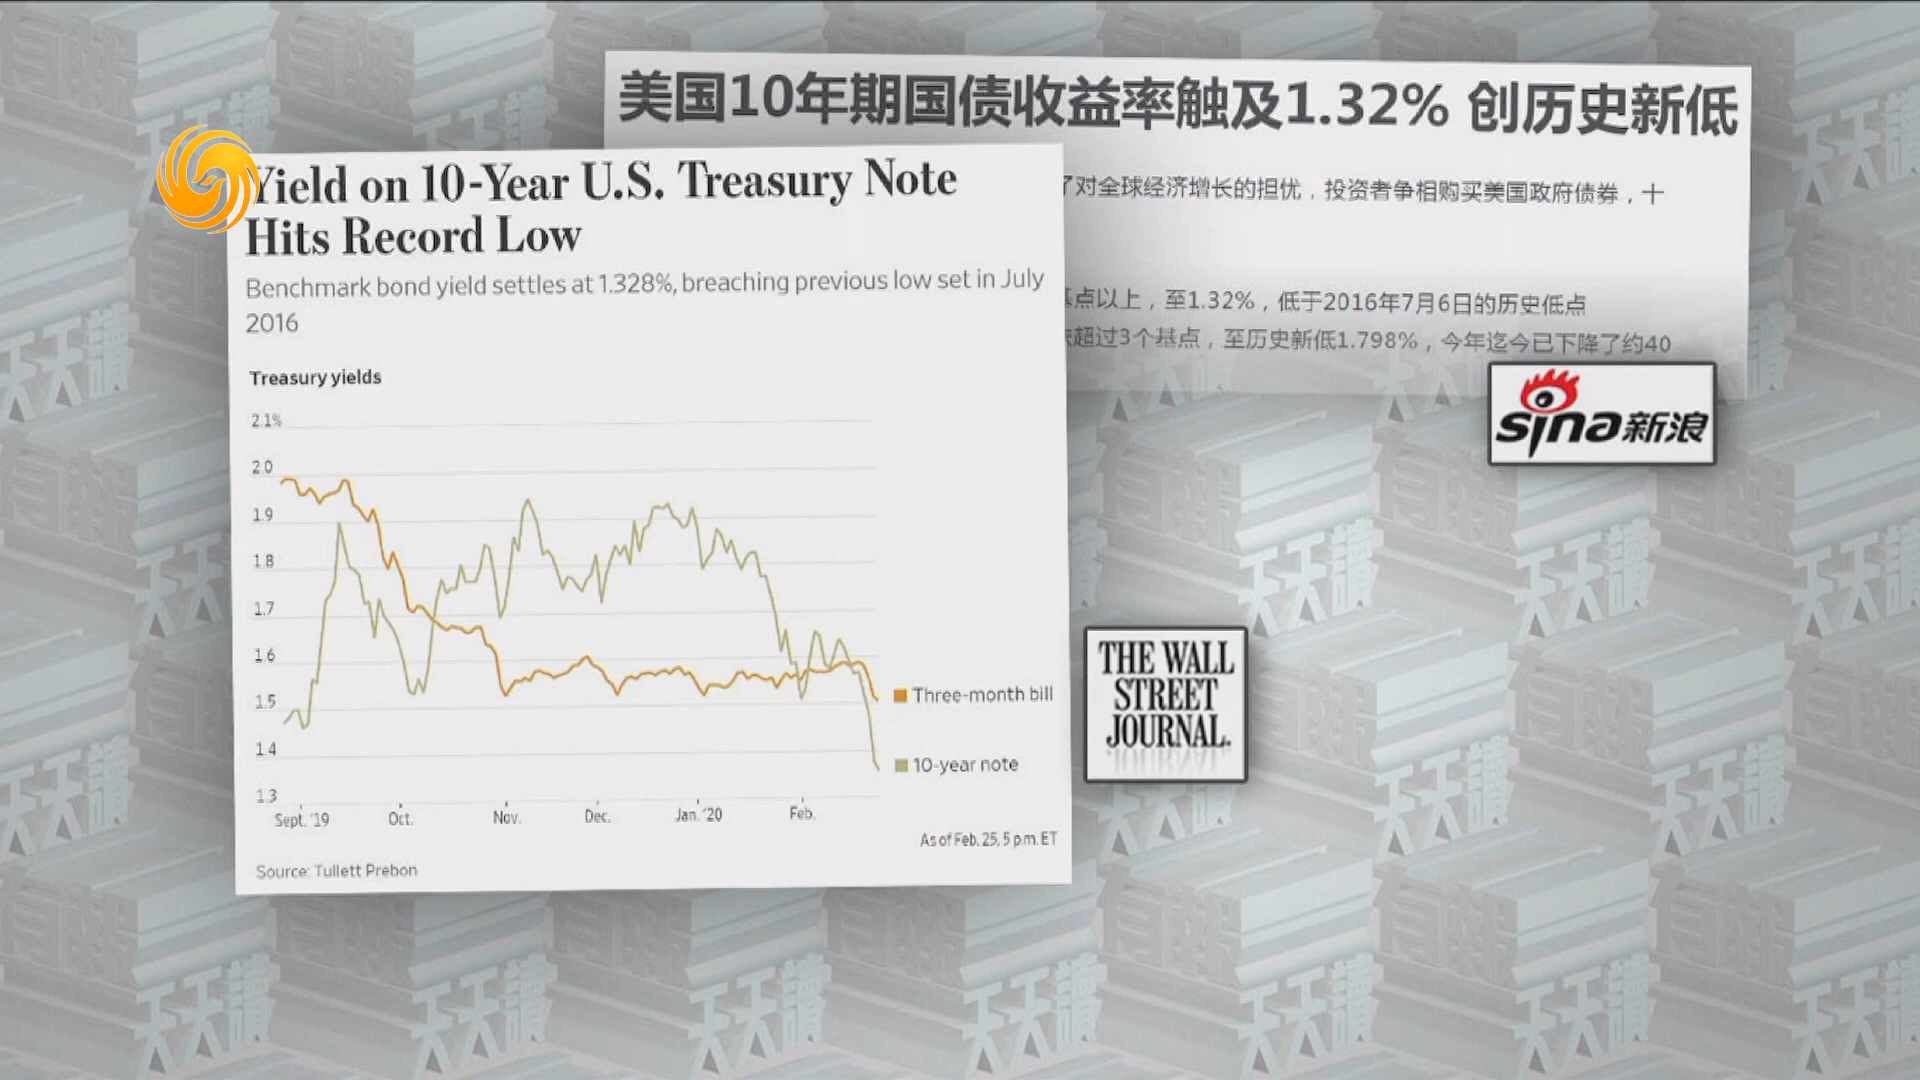 美国10年期国债收益率触及1.32% 创历史新低
了对全球经济增长的担忧，投资者争相购买美国政府债券，十
基点以上，至1.32%，低于2016年7月6日的历史低点
超过3个基点，至历史新低1.798%，今年迄今已下降了约40
sina新浪
Yield on 10-Year U.S. Treasury Note
Hits Record Low
Benchmark bond yield settles at 1.328%, breaching previous low set in July
2016
Treasury yields
2.1%
2.0
1.9
1.8
1.7
1.6
1.5
1.4
1.3
Sept. '19 Oct. Nov. Dec. Jan. '20 Feb.
Three-month bill
10-year note
As of Feb. 25, 5 p.m. ET
Source: Tullett Prebon
THE WALL
STREET
JOURNAL.
天天讀